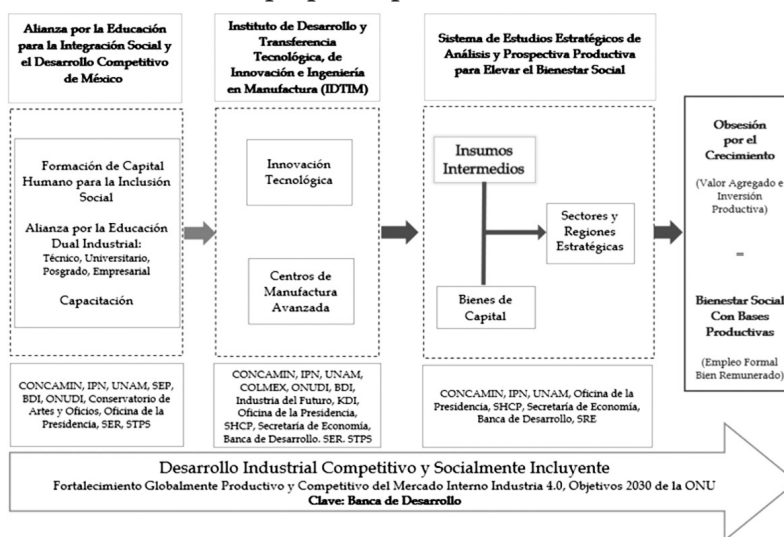 Alianza por la Educación
para la Integración Social y
el Desarrollo Competitivo
de México
Instituto de Desarrollo y
Transferencia
Tecnológica, de
Innovación e Ingeniería
en Manufactura (IDTIM)
Sistema de Estudios Estratégicos de
Análisis y Prospectiva Productiva
para Elevar el Bienestar Social
Formación de Capital
Humano para la Inclusión
Social
Alianza por la Educación
Dual Industrial:
Técnico, Universitario,
Posgrado, Empresarial
Capacitación
Innovación
Tecnológica
Centros de
Manufactura
Avanzada
Insumos
Intermedios
Sectores y
Regiones
Estratégicas
Bienes de
Capital
Obsesión
por el
Crecimiento
(Valor Agregado e
Inversión
Productiva)
=
Bienestar Social
Con Bases
Productivas
(Empleo Formal
Bien Remunerado)
CONCAMIN, IPN, UNAM, SEP,
BDI, ONUDI, Conservatorio de
Artes y Oficios, Oficina de la
Presidencia, SER, STPS
CONCAMIN, IPN, UNAM,
COLMEX, ONUDI, BDI,
Industria del Futuro, KDI,
Oficina de la Presidencia,
SHCP, Secretaría de Economía,
Banca de Desarrollo. SER. STPS
CONCAMIN, IPN, UNAM, Oficina de la
Presidencia, SHCP, Secretaría de Economía,
Banca de Desarrollo, SRE
Desarrollo Industrial Competitivo y Socialmente Incluyente
Fortalecimiento Globalmente Productivo y Competitivo del Mercado Interno Industria 4.0, Objetivos 2030 de la ONU
Clave: Banca de Desarrollo